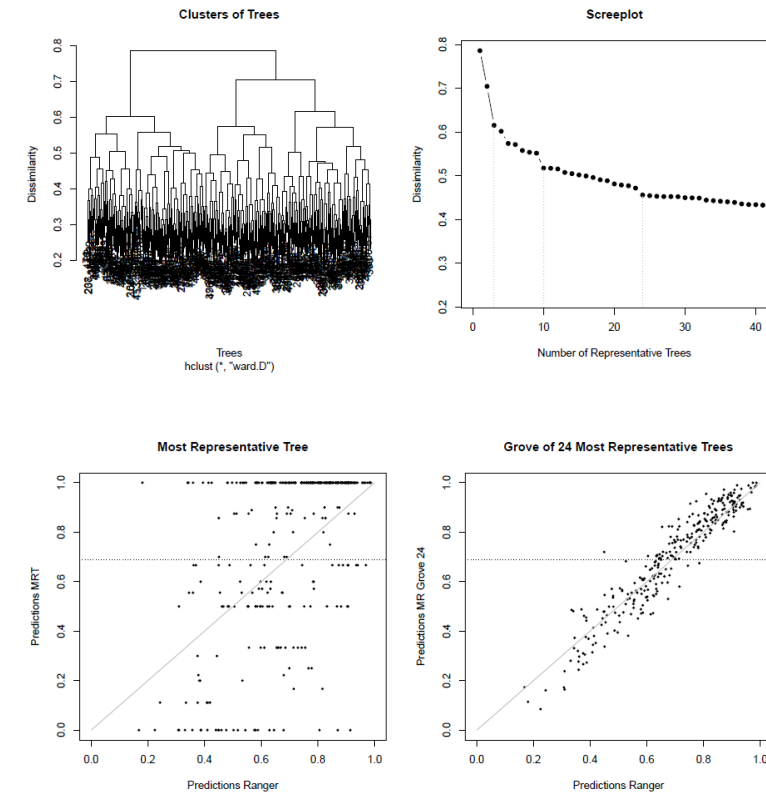 Clusters of Trees
Dissimilarity
0.8
0.7
0.6
0.5
0.4
0.3
0.2
Trees
hclust (*, "ward.D")
Screeplot
Dissimilarity
0.8
0.7
0.6
0.5
0.4
0.3
0.2
0 10 20 30 40
Number of Representative Trees
Most Representative Tree
Predictions MRT
1.0
0.8
0.6
0.4
0.2
0.0
0.0 0.2 0.4 0.6 0.8 1.0
Predictions Ranger
Grove of 24 Most Representative Trees
Predictions MR Grove 24
1.0
0.8
0.6
0.4
0.2
0.0
0.0 0.2 0.4 0.6 0.8 1.0
Predictions Ranger